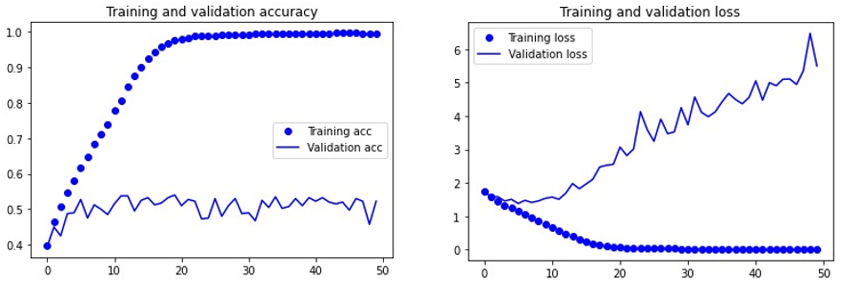 Training and validation accuracy
1.0
0.9
0.8
0.7
0.6
0.5
0.4
Training acc
Validation acc
0 10 20 30 40 50
Training and validation loss
6
5
4
3
2
1
0
Training loss
Validation loss
0 10 20 30 40 50